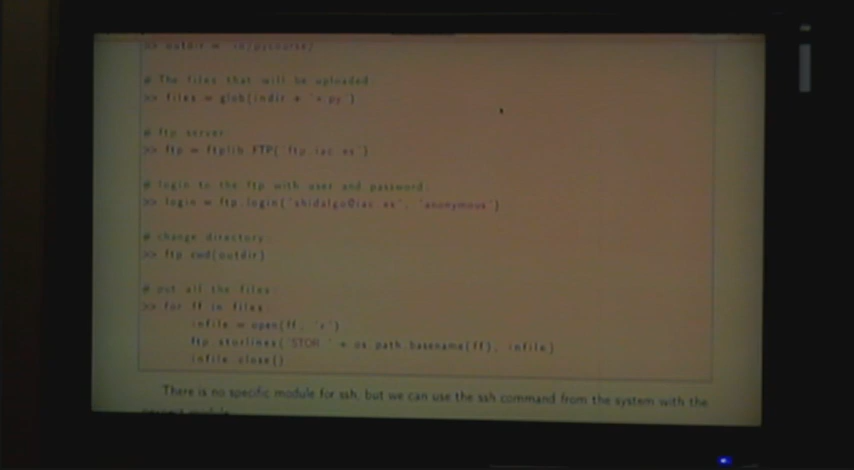 >> outdir =
# The files that will be uploaded:
>> files = glob(indir + '*.py')
# ftp server:
>> ftp = ftplib.FTP('ftp.iac.es')
# login to the ftp with user and password:
>> login = ftp.login('shidalgo@iac.es', 'anonymous')
# change directory:
>> ftp.cwd(outdir)
# put all the files:
>> for ff in files:
infile = open(ff, 'r')
ftp.storlines('STOR ' + os.path.basename(ff), infile)
infile.close()
There is no specific module for ssh, but we can use the ssh command from the system with the
module